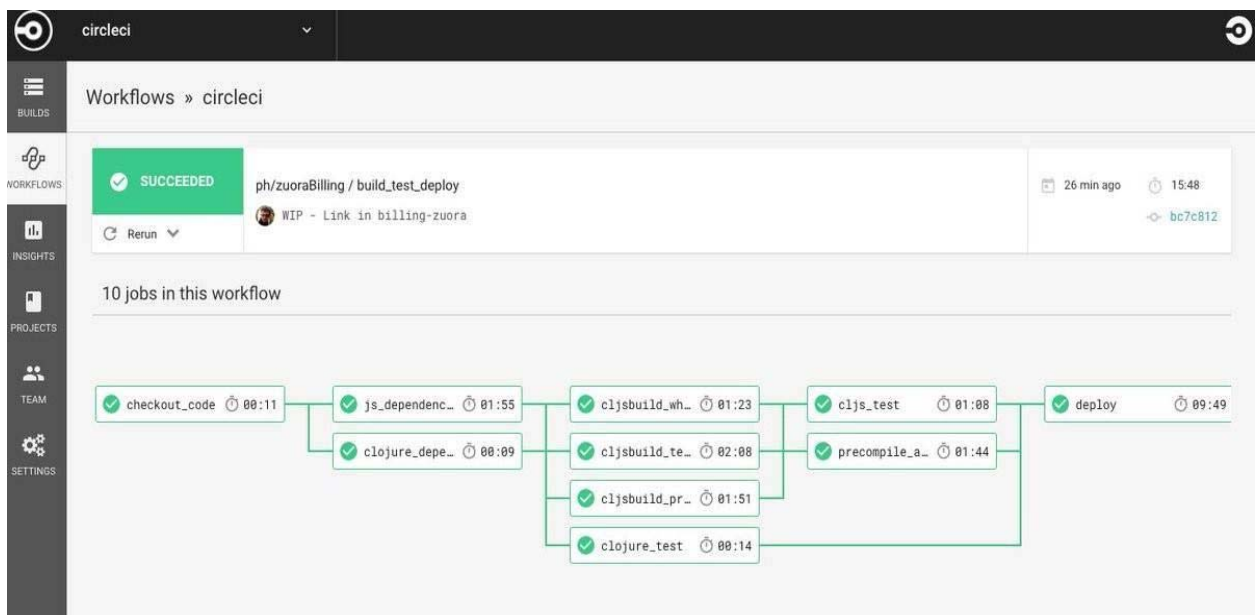 circleci
BUILDS
Workflows » circleci
WORKFLOWS
SUCCEEDED
ph/zuoraBilling / build_test_deploy
26 min ago 15:48
WIP - Link in billing-zuora
bc7c812
Rerun
INSIGHTS
10 jobs in this workflow
PROJECTS
TEAM
SETTINGS
checkout_code 00:11
js_dependenc… 01:55
cljsbuild_wh… 01:23
cljs_test 01:08
deploy 09:49
clojure_depe… 00:09
cljsbuild_te… 02:08
precompile_a… 01:44
cljsbuild_pr… 01:51
clojure_test 00:14